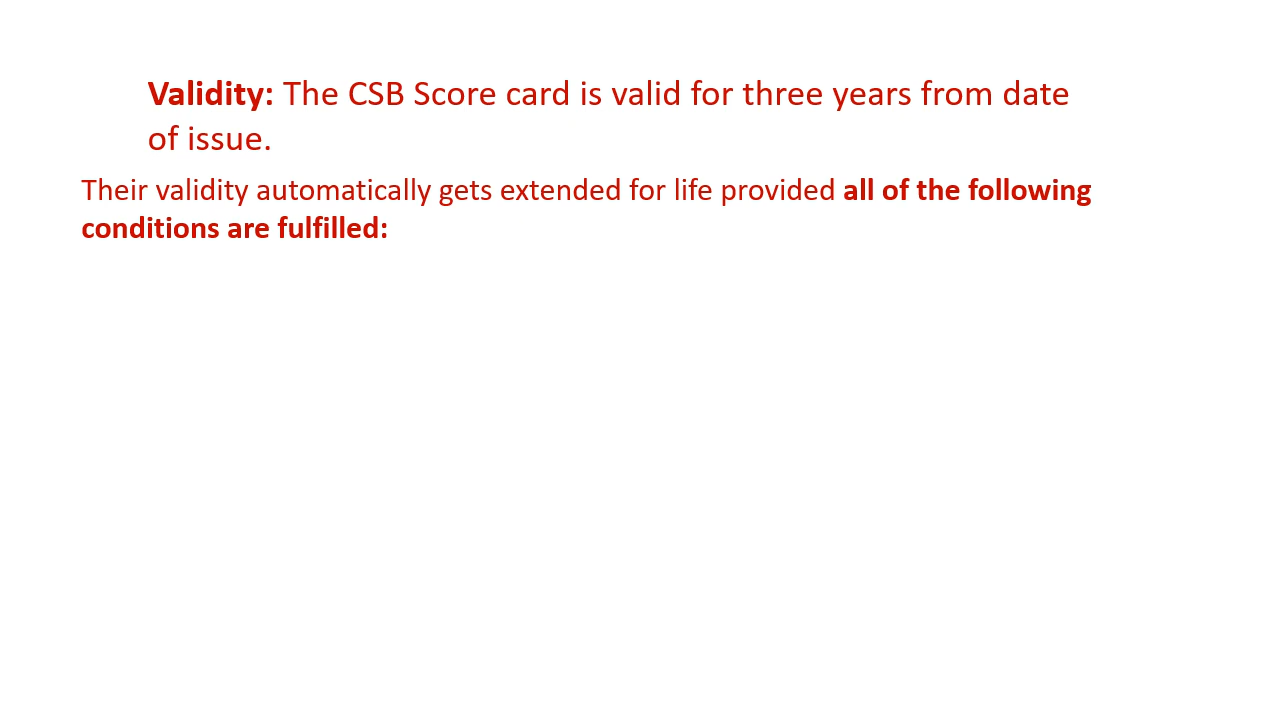 Validity: The CSB Score card is valid for three years from date
of issue.
Their validity automatically gets extended for life provided all of the following
conditions are fulfilled: